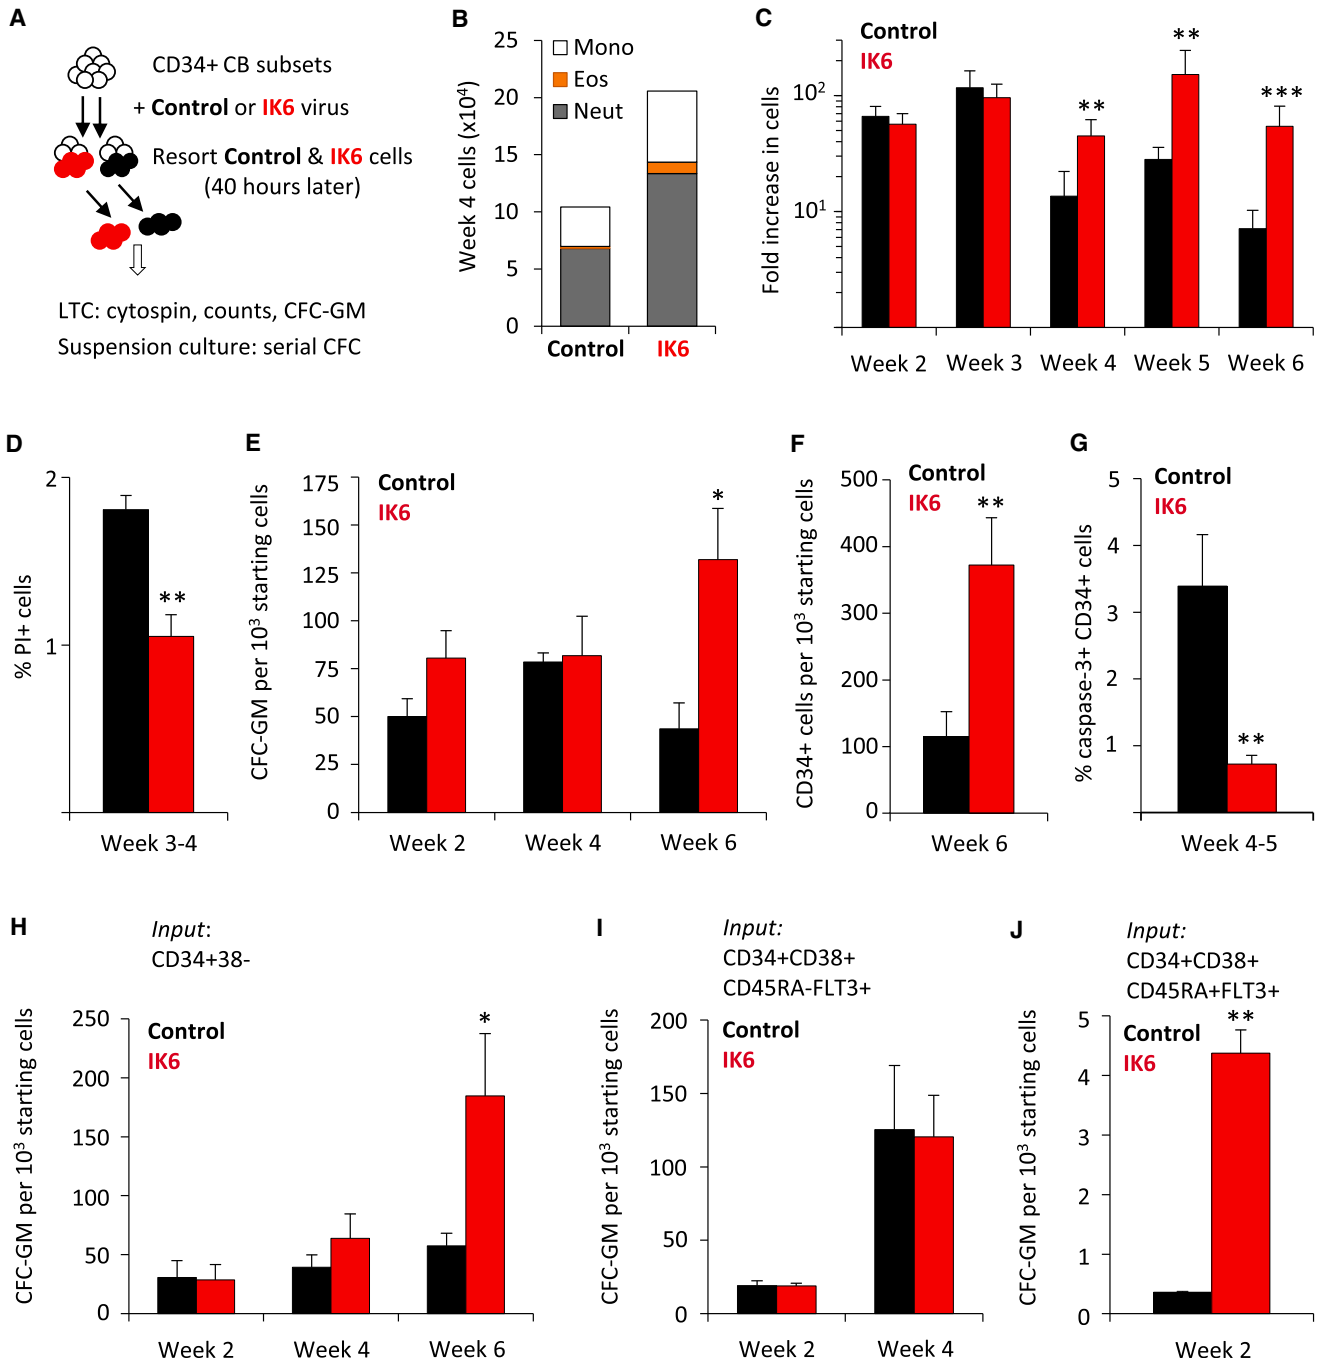 A
CD34+ CB subsets
+ Control or IK6 virus
Resort Control & IK6 cells
(40 hours later)
LTC: cytospin, counts, CFC-GM
Suspension culture: serial CFC
B
Week 4 cells (x10⁴)
25
20
15
10
5
0
Mono
Eos
Neut
Control
IK6
C
Control
IK6
Fold increase in cells
10²
10¹
**
**
***
Week 2
Week 3
Week 4
Week 5
Week 6
D
% PI+ cells
2
1
**
Week 3-4
E
CFC-GM per 10³ starting cells
175
150
125
100
75
50
25
0
Control
IK6
*
Week 2
Week 4
Week 6
F
CD34+ cells per 10³ starting cells
500
400
300
200
100
0
Control
IK6
**
Week 6
G
% caspase-3+ CD34+ cells
5
4
3
2
1
Control
IK6
**
Week 4-5
H
Input:
CD34+38-
CFC-GM per 10³ starting cells
250
200
150
100
50
0
Control
IK6
*
Week 2
Week 4
Week 6
I
Input:
CD34+CD38+
CD45RA-FLT3+
CFC-GM per 10³ starting cells
200
150
100
50
0
Control
IK6
Week 2
Week 4
J
Input:
CD34+CD38+
CD45RA+FLT3+
CFC-GM per 10³ starting cells
5
4
3
2
1
0
Control
IK6
**
Week 2